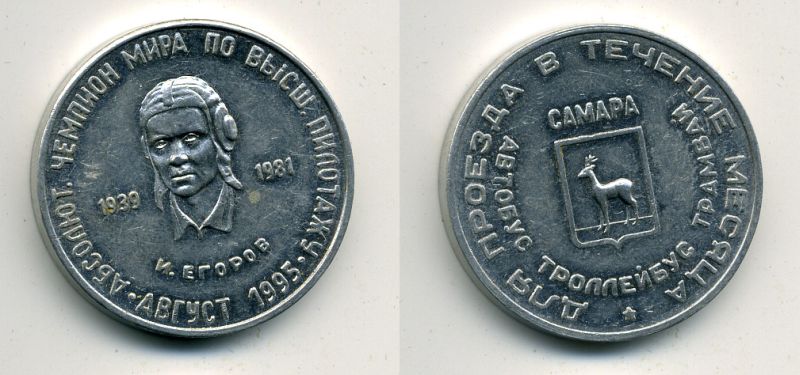 АБСОЛЮТ. ЧЕМПИОН МИРА ПО ВЫСШ. ПИЛОТАЖУ
1939
1981
И. ЕГОРОВ
• АВГУСТ 1995 •
ДЛЯ ПРОЕЗДА В ТЕЧЕНИЕ МЕСЯЦА
САМАРА
АВТОБУС ТРОЛЛЕЙБУС ТРАМВАЙ